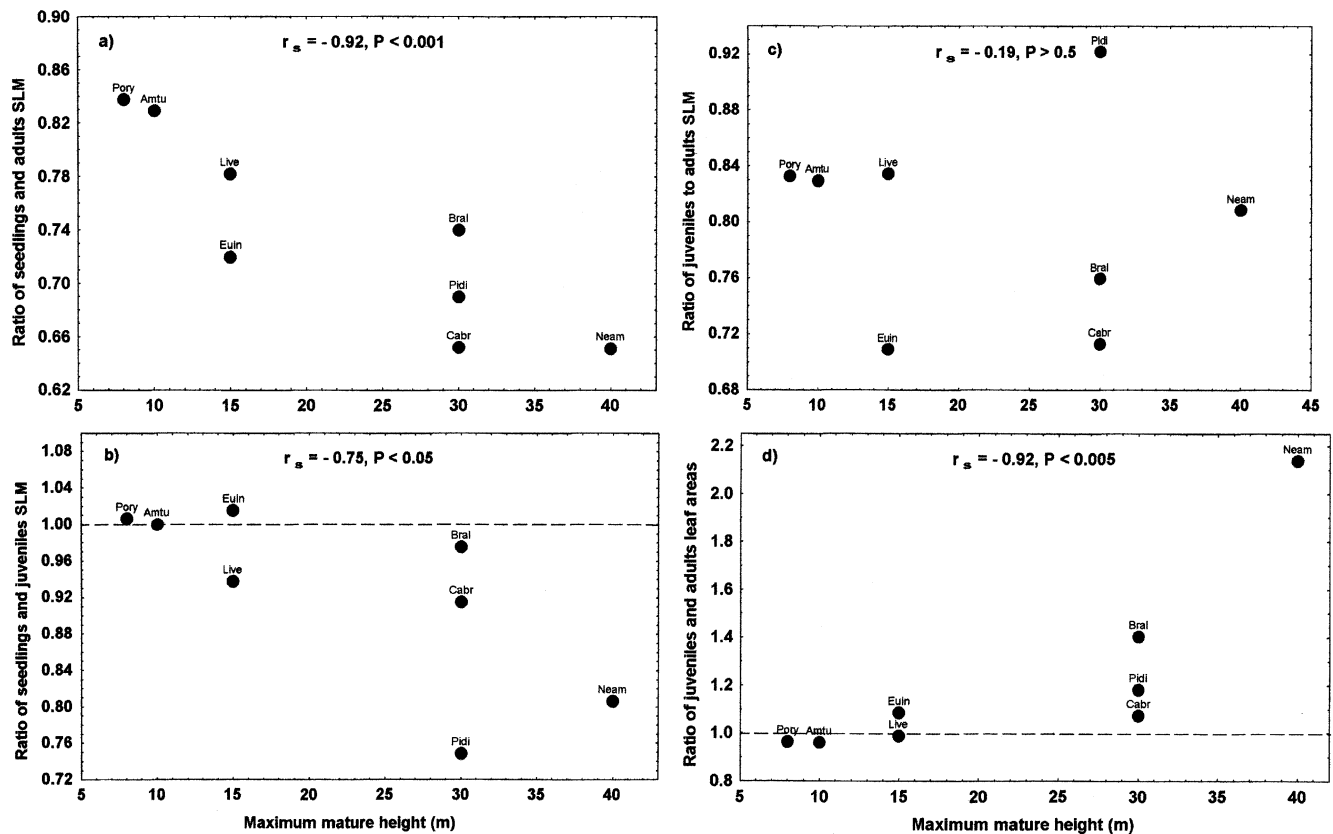 a)
r s = - 0.92, P < 0.001
Ratio of seedlings and adults SLM
0.90
0.86
0.82
0.78
0.74
0.70
0.66
0.62
Pory
Amtu
Live
Euin
Bral
Pidi
Cabr
Neam
5 10 15 20 25 30 35 40
c)
r s = - 0.19, P > 0.5
Ratio of juveniles to adults SLM
0.92
0.88
0.84
0.80
0.76
0.72
0.68
Pidi
Pory
Amtu
Live
Neam
Bral
Euin
Cabr
5 10 15 20 25 30 35 40 45
b)
r s = - 0.75, P < 0.05
Ratio of seedlings and juveniles SLM
1.08
1.04
1.00
0.96
0.92
0.88
0.84
0.80
0.76
0.72
Pory
Amtu
Euin
Live
Bral
Cabr
Neam
Pidi
5 10 15 20 25 30 35 40
Maximum mature height (m)
d)
r s = - 0.92, P < 0.005
Ratio of juveniles and adults leaf areas
2.2
2.0
1.8
1.6
1.4
1.2
1.0
0.8
Neam
Bral
Pidi
Cabr
Euin
Live
Pory
Amtu
5 10 15 20 25 30 35 40
Maximum mature height (m)